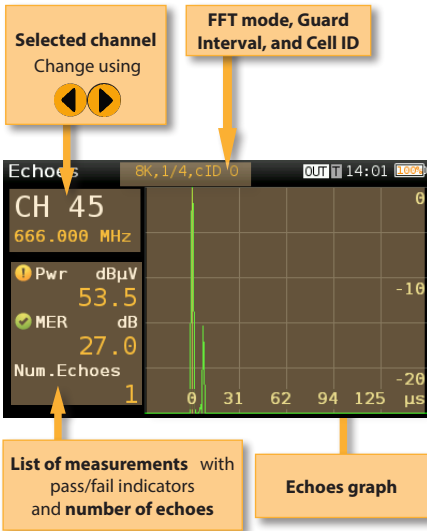 Selected channel
Change using
FFT mode, Guard
Interval, and Cell ID
Echoes
8K,1/4,cID 0
OUT T 14:01 100%
CH 45
666.000 MHz
Pwr dBµV
53.5
MER dB
27.0
Num.Echoes
1
0
-10
-20
0 31 62 94 125 µs
List of measurements with
pass/fail indicators
and number of echoes
Echoes graph